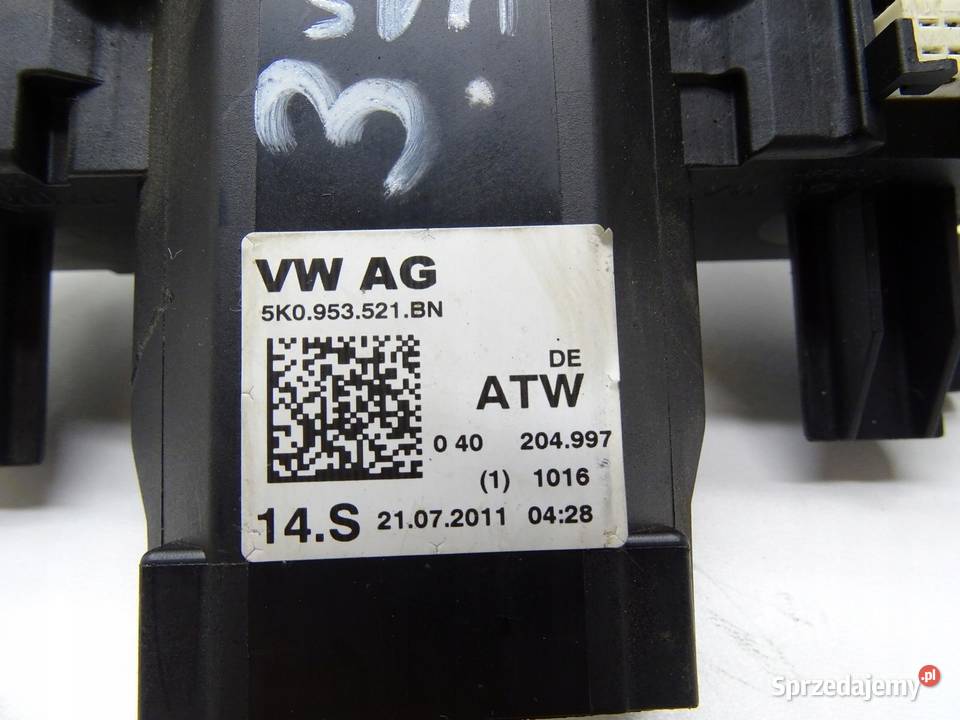 3
VW AG
5K0.953.521.BN
DE
ATW
0 40 204.997
(1) 1016
14.S 21.07.2011 04:28
Sprzedajemy.pl